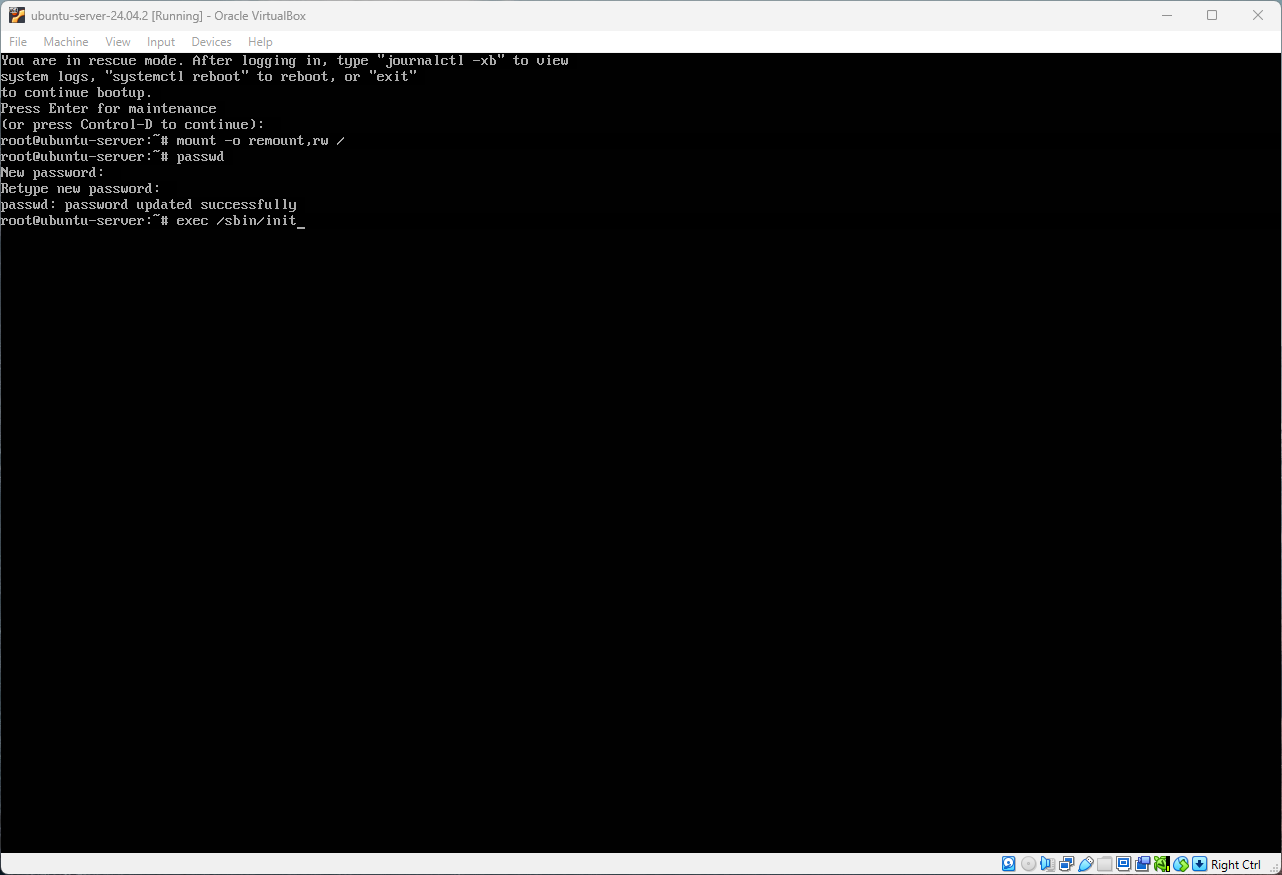 ubuntu-server-24.04.2 [Running] - Oracle VirtualBox
File Machine View Input Devices Help
You are in rescue mode. After logging in, type "journalctl -xb" to view
system logs, "systemctl reboot" to reboot, or "exit"
to continue bootup.
Press Enter for maintenance
(or press Control-D to continue):
root@ubuntu-server:~# mount -o remount,rw /
root@ubuntu-server:~# passwd
New password:
Retype new password:
passwd: password updated successfully
root@ubuntu-server:~# exec /sbin/init_
Right Ctrl